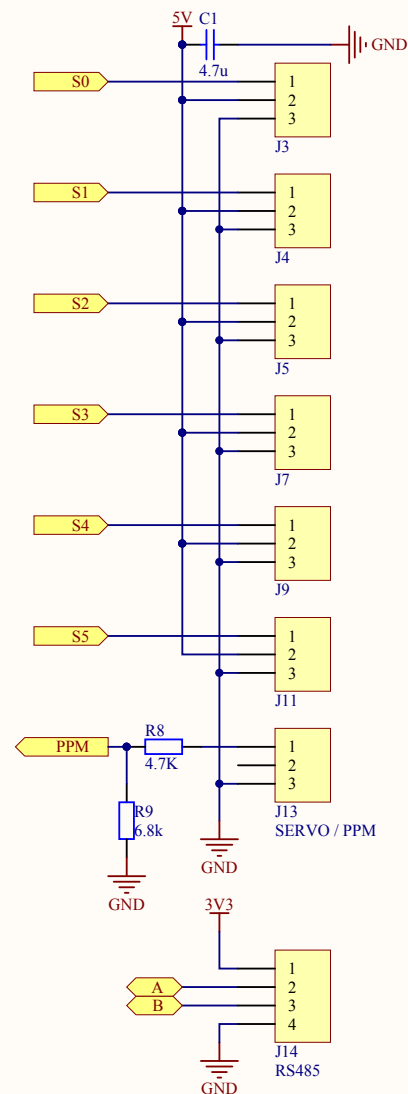 5V
C1
4.7u
GND
S0
1
2
3
J3
S1
1
2
3
J4
S2
1
2
3
J5
S3
1
2
3
J7
S4
1
2
3
J9
S5
1
2
3
J11
PPM
R8
4.7K
1
2
3
J13
SERVO / PPM
R9
6.8k
GND
GND
3V3
1
A
2
B
3
4
J14
RS485
GND